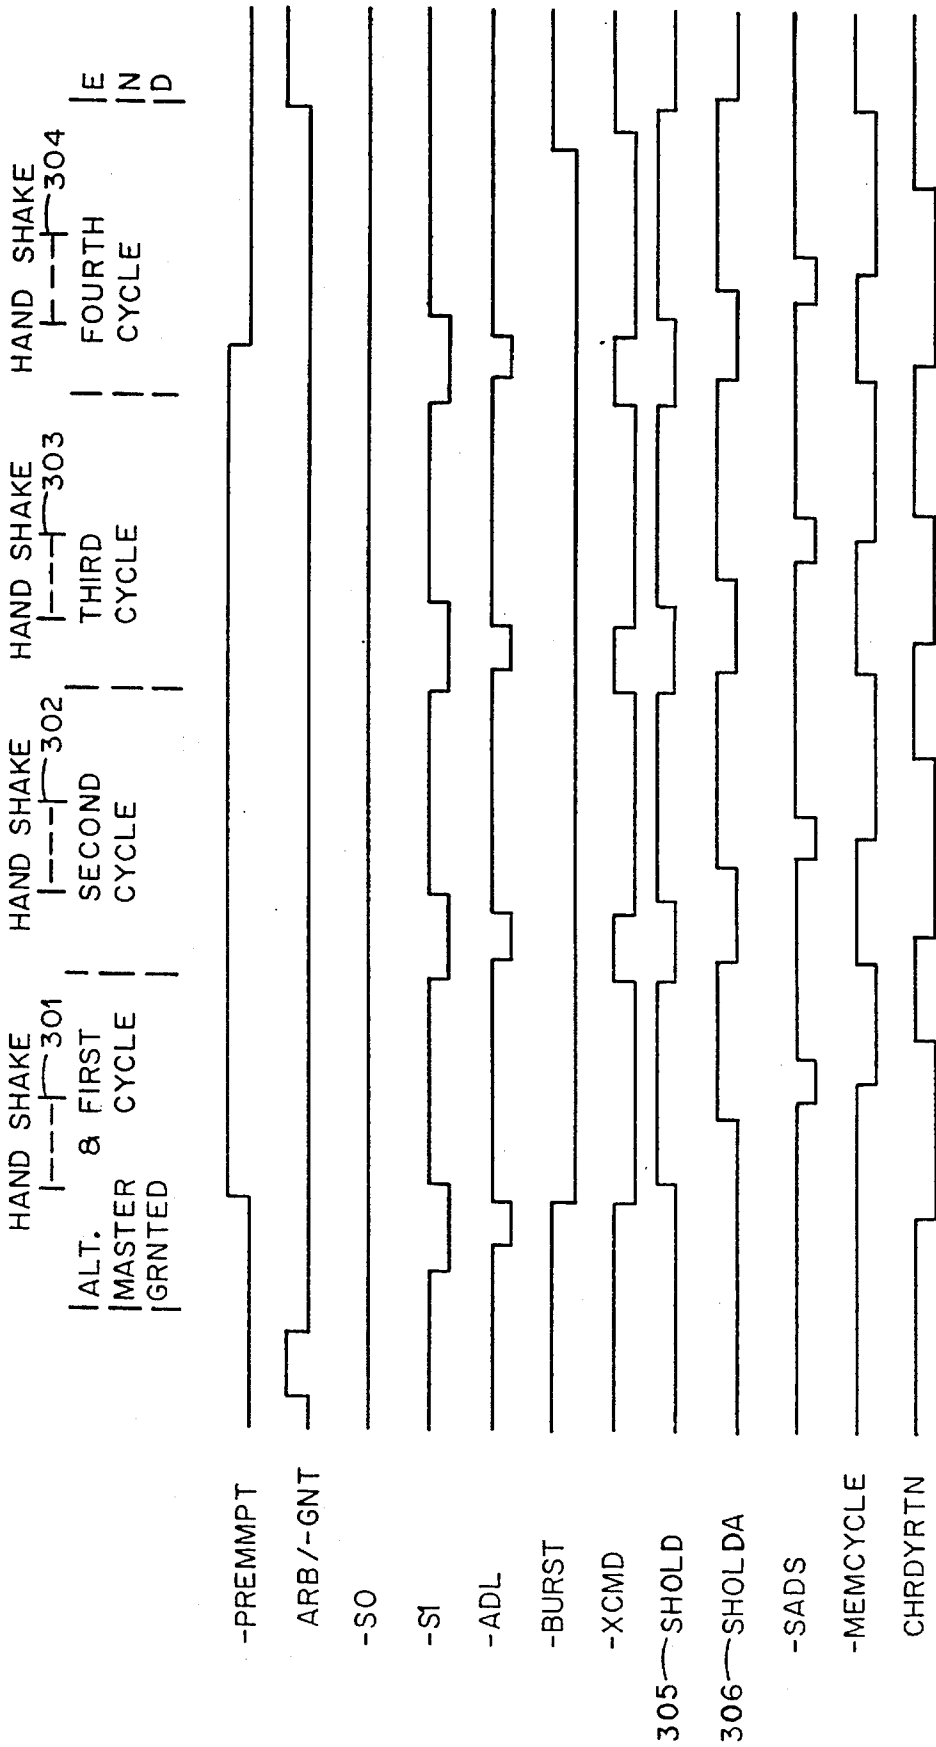 HAND SHAKE
HAND SHAKE
HAND SHAKE
HAND SHAKE
301
302
303
304
ALT. & FIRST
MASTER CYCLE
GRNTED
SECOND
CYCLE
THIRD
CYCLE
FOURTH
CYCLE
E
N
D
-PREMMPT
ARB/-GNT
-S0
-S1
-ADL
-BURST
-XCMD
305 SHOLD
306 SHOLDA
-SADS
-MEMCYCLE
CHRDYRTN